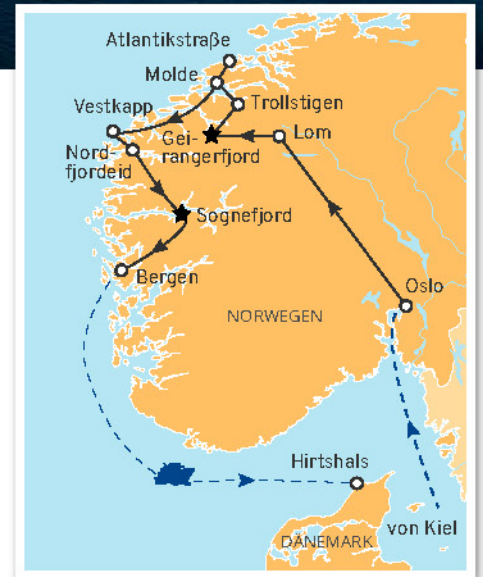 Atlantikstraße
Molde
Vestkapp
Trollstigen
Gei-
rangerfjord
Lom
Nord-
fjordeid
Sognefjord
Bergen
Oslo
NORWEGEN
Hirtshals
von Kiel
DÄNEMARK